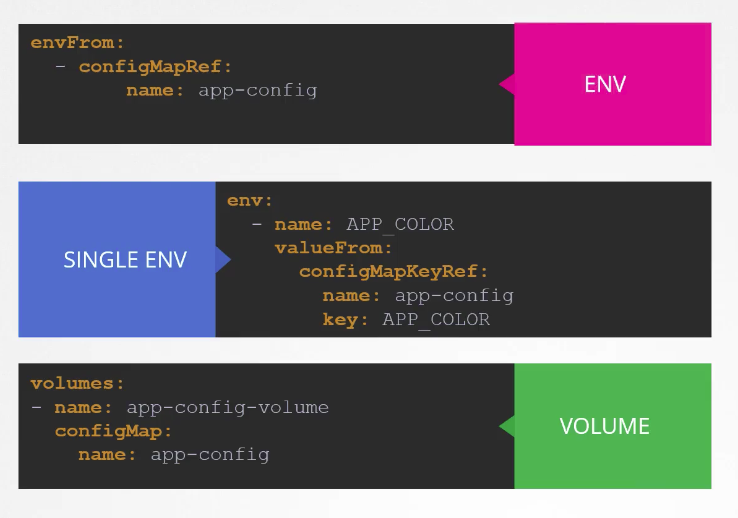 envFrom:
  - configMapRef:
        name: app-config
ENV
SINGLE ENV
env:
  - name: APP_COLOR
    valueFrom:
      configMapKeyRef:
        name: app-config
        key: APP_COLOR
volumes:
- name: app-config-volume
  configMap:
    name: app-config
VOLUME